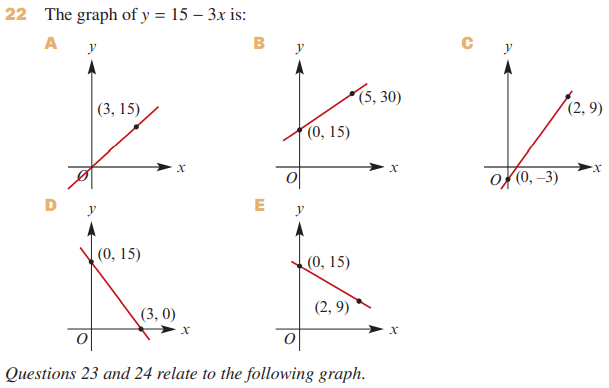 22 The graph of y = 15 – 3x is:
A y (3, 15) O x
B y (5, 30) (0, 15) O x
C y (2, 9) O (0, –3) x
D y (0, 15) (3, 0) O x
E y (0, 15) (2, 9) O x
Questions 23 and 24 relate to the following graph.